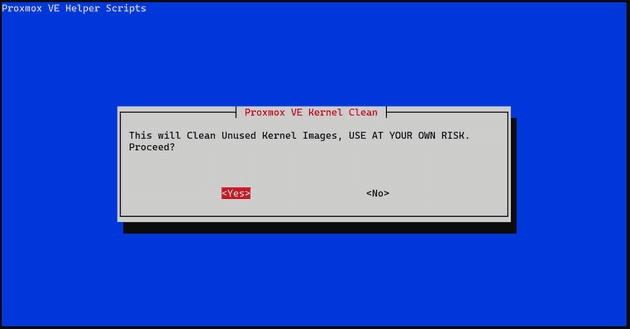 Proxmox VE Helper Scripts
Proxmox VE Kernel Clean
This will Clean Unused Kernel Images, USE AT YOUR OWN RISK.
Proceed?
<Yes> <No>